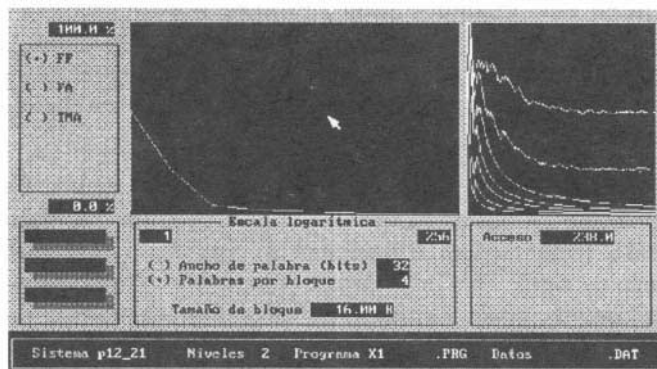 100.0 %
(•) FF
( ) FA
( ) TMA
0.0 %
Escala logarítmica
1 256
( ) Ancho de palabra (bits) 32
(•) Palabras por bloque 4
Tamaño de bloque 16.00 B
Acceso 238.0
Sistema p12_21 Niveles 2 Programa X1 .PRG Datos .DAT